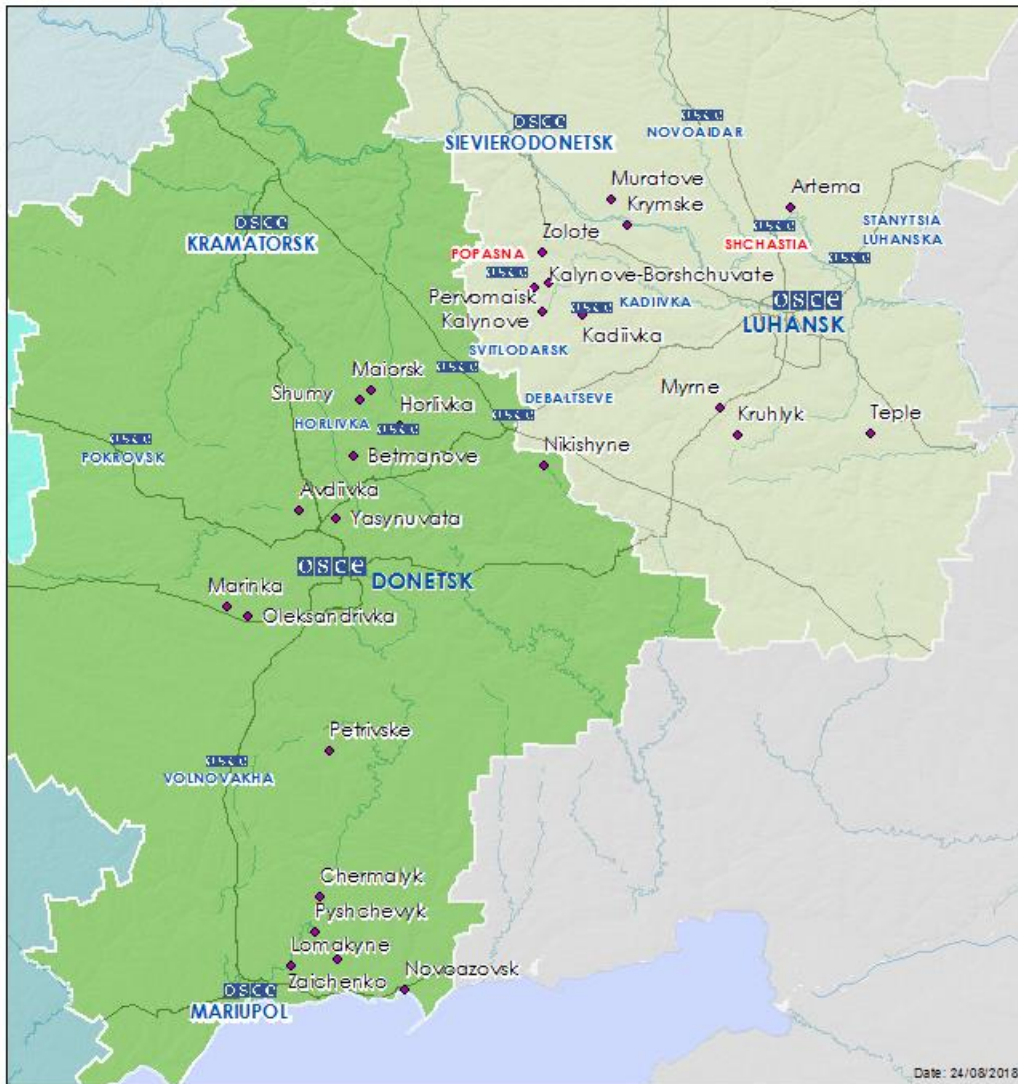 OSCE
SIEVIERODONETSK
OSCE
NOVOAIDAR
Muratove
Artema
Krymske
OSCE
KRAMATORSK
OSCE
SHCHASTIA
STANYTSIA
LUHANSKA
OSCE
Zolote
POPASNA
OSCE
Kalynove-Borshchuvate
Pervomaisk
Kalynove
OSCE
KADIIVKA
Kadiivka
OSCE
LUHANSK
SVITLODARSK
OSCE
Maiorsk
Shumy
Horlivka
HORLIVKA
OSCE
DEBALTSEVE
OSCE
Myrne
Kruhlyk
Teple
OSCE
POKROVSK
Betmanove
Nikishyne
Avdiivka
Yasynuvata
OSCE
DONETSK
Marinka
Oleksandrivka
Petrivske
OSCE
VOLNOVAKHA
Chermalyk
Pyshchevyk
Lomakyne
Zaichenko
Novoazovsk
OSCE
MARIUPOL
Date: 24/08/2018